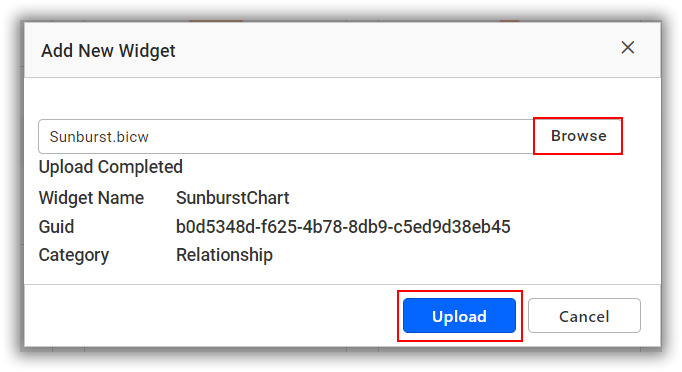 Add New Widget
Sunburst.bicw
Browse
Upload Completed
Widget Name SunburstChart
Guid b0d5348d-f625-4b78-8db9-c5ed9d38eb45
Category Relationship
Upload Cancel